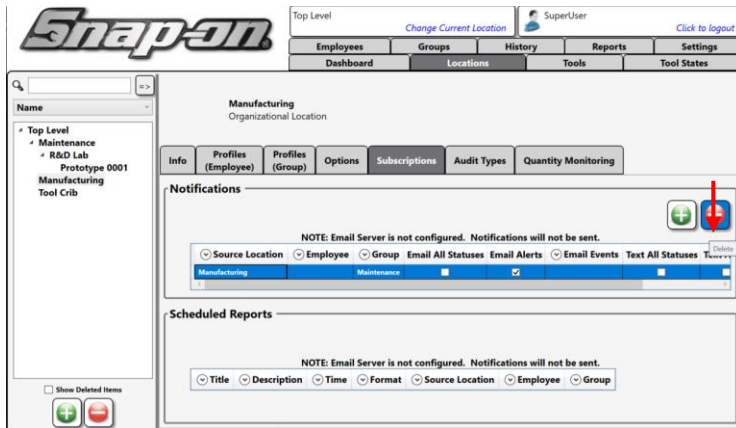 Snap-on
Top Level
Change Current Location
SuperUser
Click to logout
Employees Groups History Reports Settings
Dashboard Locations Tools Tool States
=>
Name
Top Level
Maintenance
R&D Lab
Prototype 0001
Manufacturing
Tool Crib
Show Deleted Items
Manufacturing
Organizational Location
Info Profiles (Employee) Profiles (Group) Options Subscriptions Audit Types Quantity Monitoring
Notifications
Delete
NOTE: Email Server is not configured. Notifications will not be sent.
Source Location Employee Group Email All Statuses Email Alerts Email Events Text All Statuses
Manufacturing Maintenance
Scheduled Reports
NOTE: Email Server is not configured. Notifications will not be sent.
Title Description Time Format Source Location Employee Group